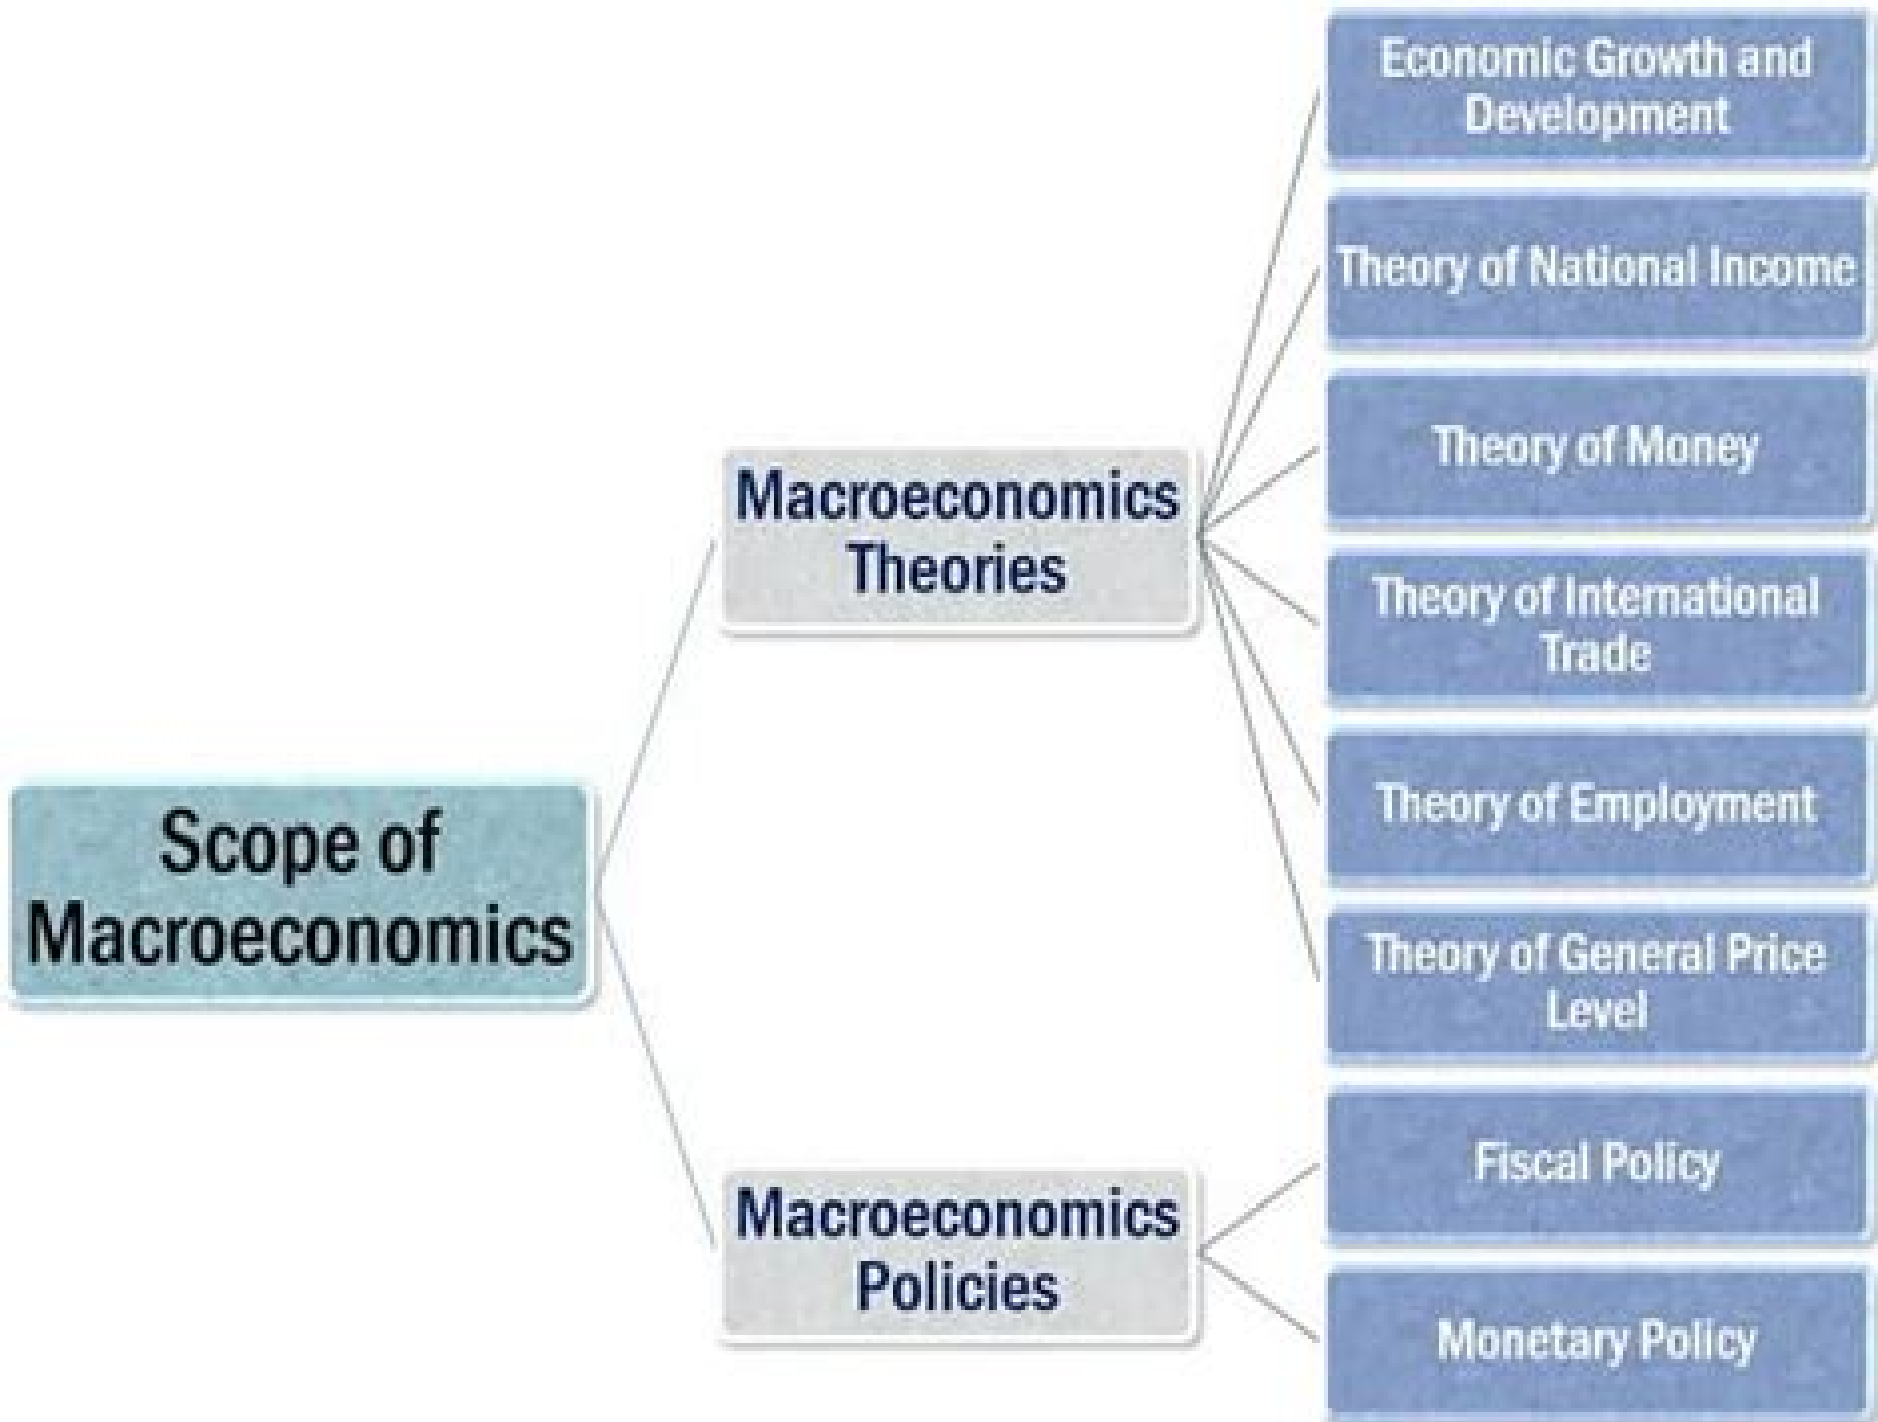 Scope of
Macroeconomics
Macroeconomics
Theories
Economic Growth and
Development
Theory of National Income
Theory of Money
Theory of International
Trade
Theory of Employment
Theory of General Price
Level
Macroeconomics
Policies
Fiscal Policy
Monetary Policy